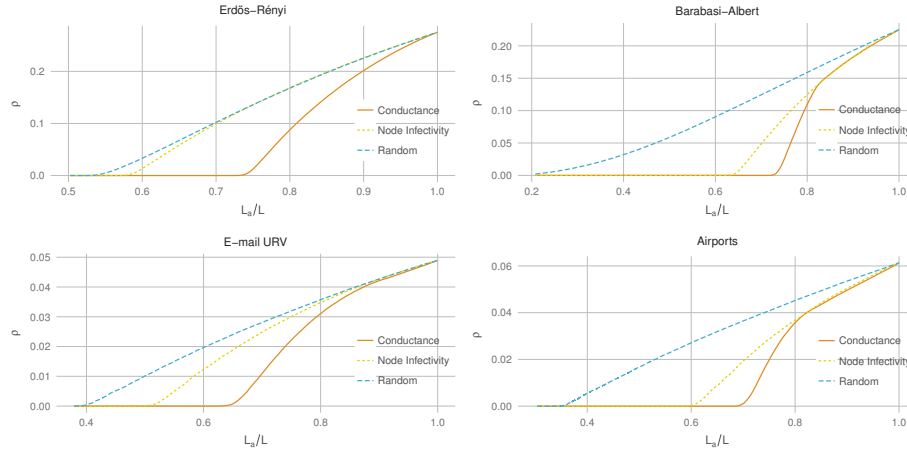 Erdös−Rényi
ρ
0.2
0.1
0.0
0.5 0.6 0.7 0.8 0.9 1.0
Lₐ/L
Conductance
Node Infectivity
Random
Barabasi−Albert
ρ
0.20
0.15
0.10
0.05
0.00
0.2 0.4 0.6 0.8 1.0
Lₐ/L
Conductance
Node Infectivity
Random
E−mail URV
ρ
0.05
0.04
0.03
0.02
0.01
0.00
0.4 0.6 0.8 1.0
Lₐ/L
Conductance
Node Infectivity
Random
Airports
ρ
0.06
0.04
0.02
0.00
0.4 0.6 0.8 1.0
Lₐ/L
Conductance
Node Infectivity
Random